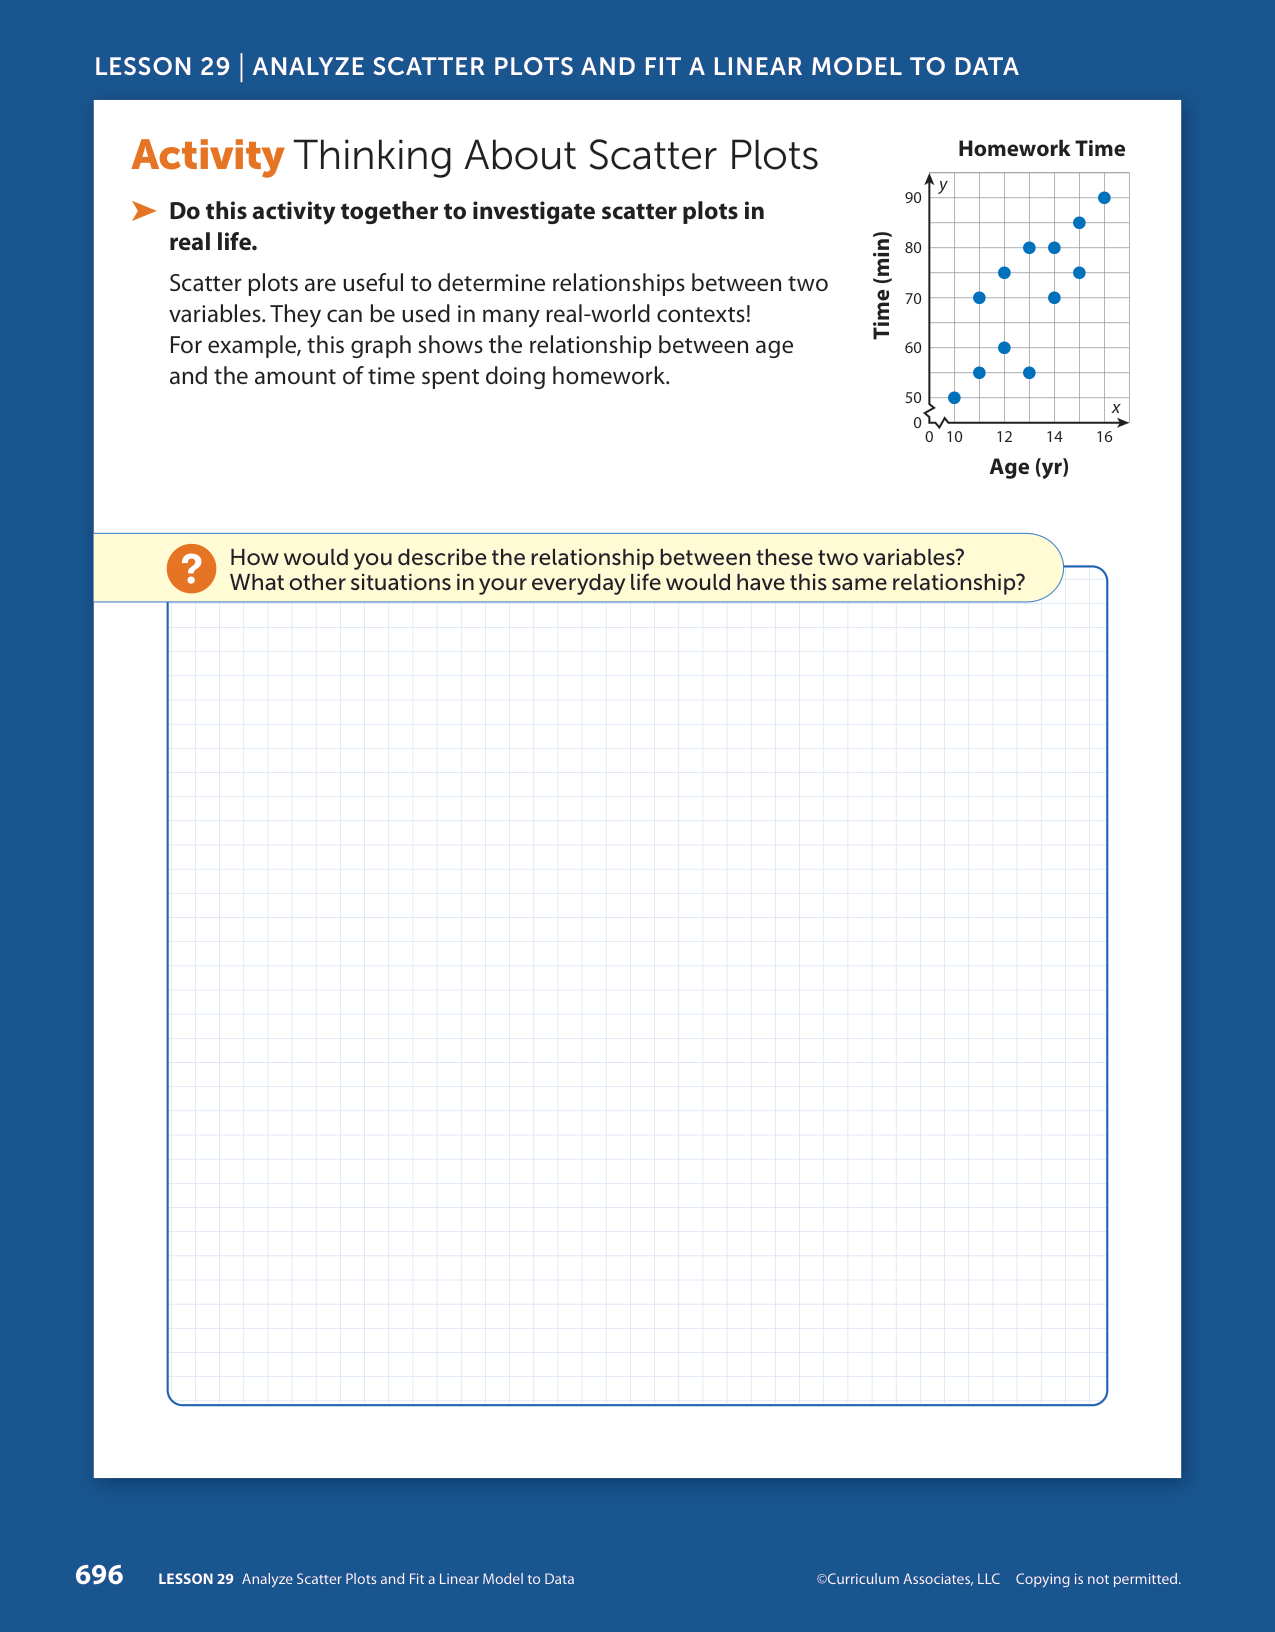 LESSON 29 | ANALYZE SCATTER PLOTS AND FIT A LINEAR MODEL TO DATA
Activity Thinking About Scatter Plots
Do this activity together to investigate scatter plots in
real life.
Scatter plots are useful to determine relationships between two
variables. They can be used in many real-world contexts!
For example, this graph shows the relationship between age
and the amount of time spent doing homework.
Homework Time
y
90
80
70
60
50
0
Time (min)
x
0 10 12 14 16
Age (yr)
?
How would you describe the relationship between these two variables?
What other situations in your everyday life would have this same relationship?
696 LESSON 29 Analyze Scatter Plots and Fit a Linear Model to Data
©Curriculum Associates, LLC Copying is not permitted.